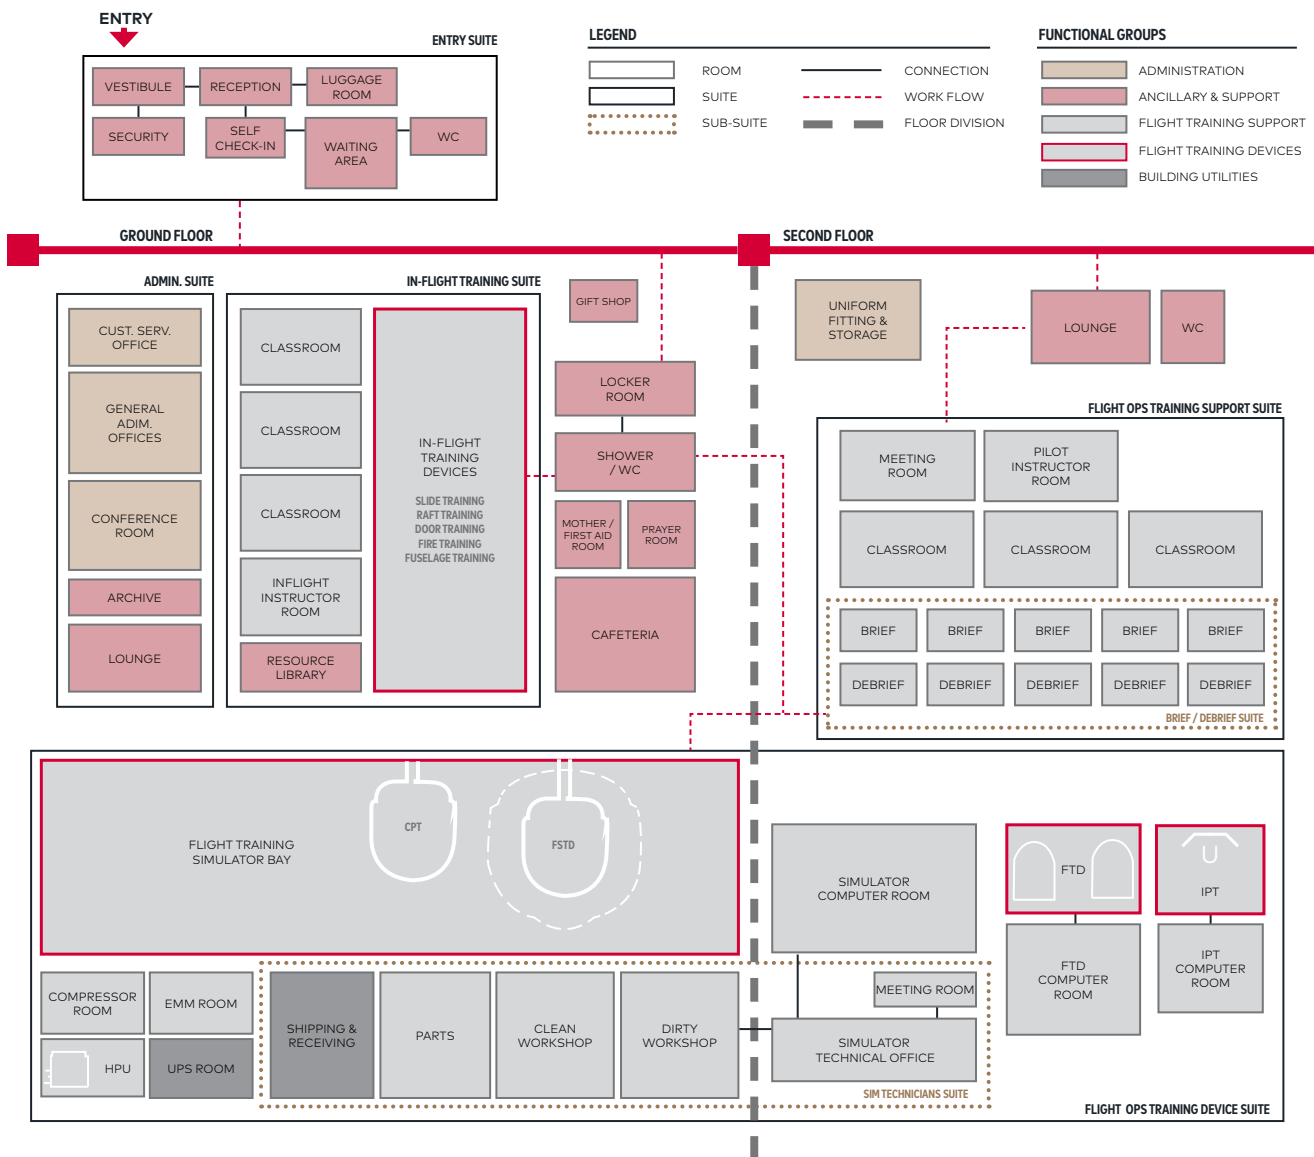 ENTRY
ENTRY SUITE
VESTIBULE
RECEPTION
LUGGAGE
ROOM
SECURITY
SELF
CHECK-IN
WAITING
AREA
WC
LEGEND
ROOM
SUITE
SUB-SUITE
CONNECTION
WORK FLOW
FLOOR DIVISION
FUNCTIONAL GROUPS
ADMINISTRATION
ANCILLARY & SUPPORT
FLIGHT TRAINING SUPPORT
FLIGHT TRAINING DEVICES
BUILDING UTILITIES
GROUND FLOOR
SECOND FLOOR
ADMIN. SUITE
CUST. SERV.
OFFICE
GENERAL
ADIM.
OFFICES
CONFERENCE
ROOM
ARCHIVE
LOUNGE
IN-FLIGHT TRAINING SUITE
CLASSROOM
CLASSROOM
CLASSROOM
INFLIGHT
INSTRUCTOR
ROOM
RESOURCE
LIBRARY
IN-FLIGHT
TRAINING
DEVICES
SLIDE TRAINING
RAFT TRAINING
DOOR TRAINING
FIRE TRAINING
FUSELAGE TRAINING
GIFT SHOP
LOCKER
ROOM
SHOWER
/ WC
MOTHER /
FIRST AID
ROOM
PRAYER
ROOM
CAFETERIA
UNIFORM
FITTING &
STORAGE
LOUNGE
WC
FLIGHT OPS TRAINING SUPPORT SUITE
MEETING
ROOM
PILOT
INSTRUCTOR
ROOM
CLASSROOM
CLASSROOM
CLASSROOM
BRIEF
BRIEF
BRIEF
BRIEF
BRIEF
DEBRIEF
DEBRIEF
DEBRIEF
DEBRIEF
DEBRIEF
BRIEF / DEBRIEF SUITE
FLIGHT TRAINING
SIMULATOR BAY
CPT
FSTD
SIMULATOR
COMPUTER ROOM
FTD
IPT
FTD
COMPUTER
ROOM
IPT
COMPUTER
ROOM
COMPRESSOR
ROOM
EMM ROOM
HPU
UPS ROOM
SHIPPING &
RECEIVING
PARTS
CLEAN
WORKSHOP
DIRTY
WORKSHOP
MEETING ROOM
SIMULATOR
TECHNICAL OFFICE
SIM TECHNICIANS SUITE
FLIGHT OPS TRAINING DEVICE SUITE